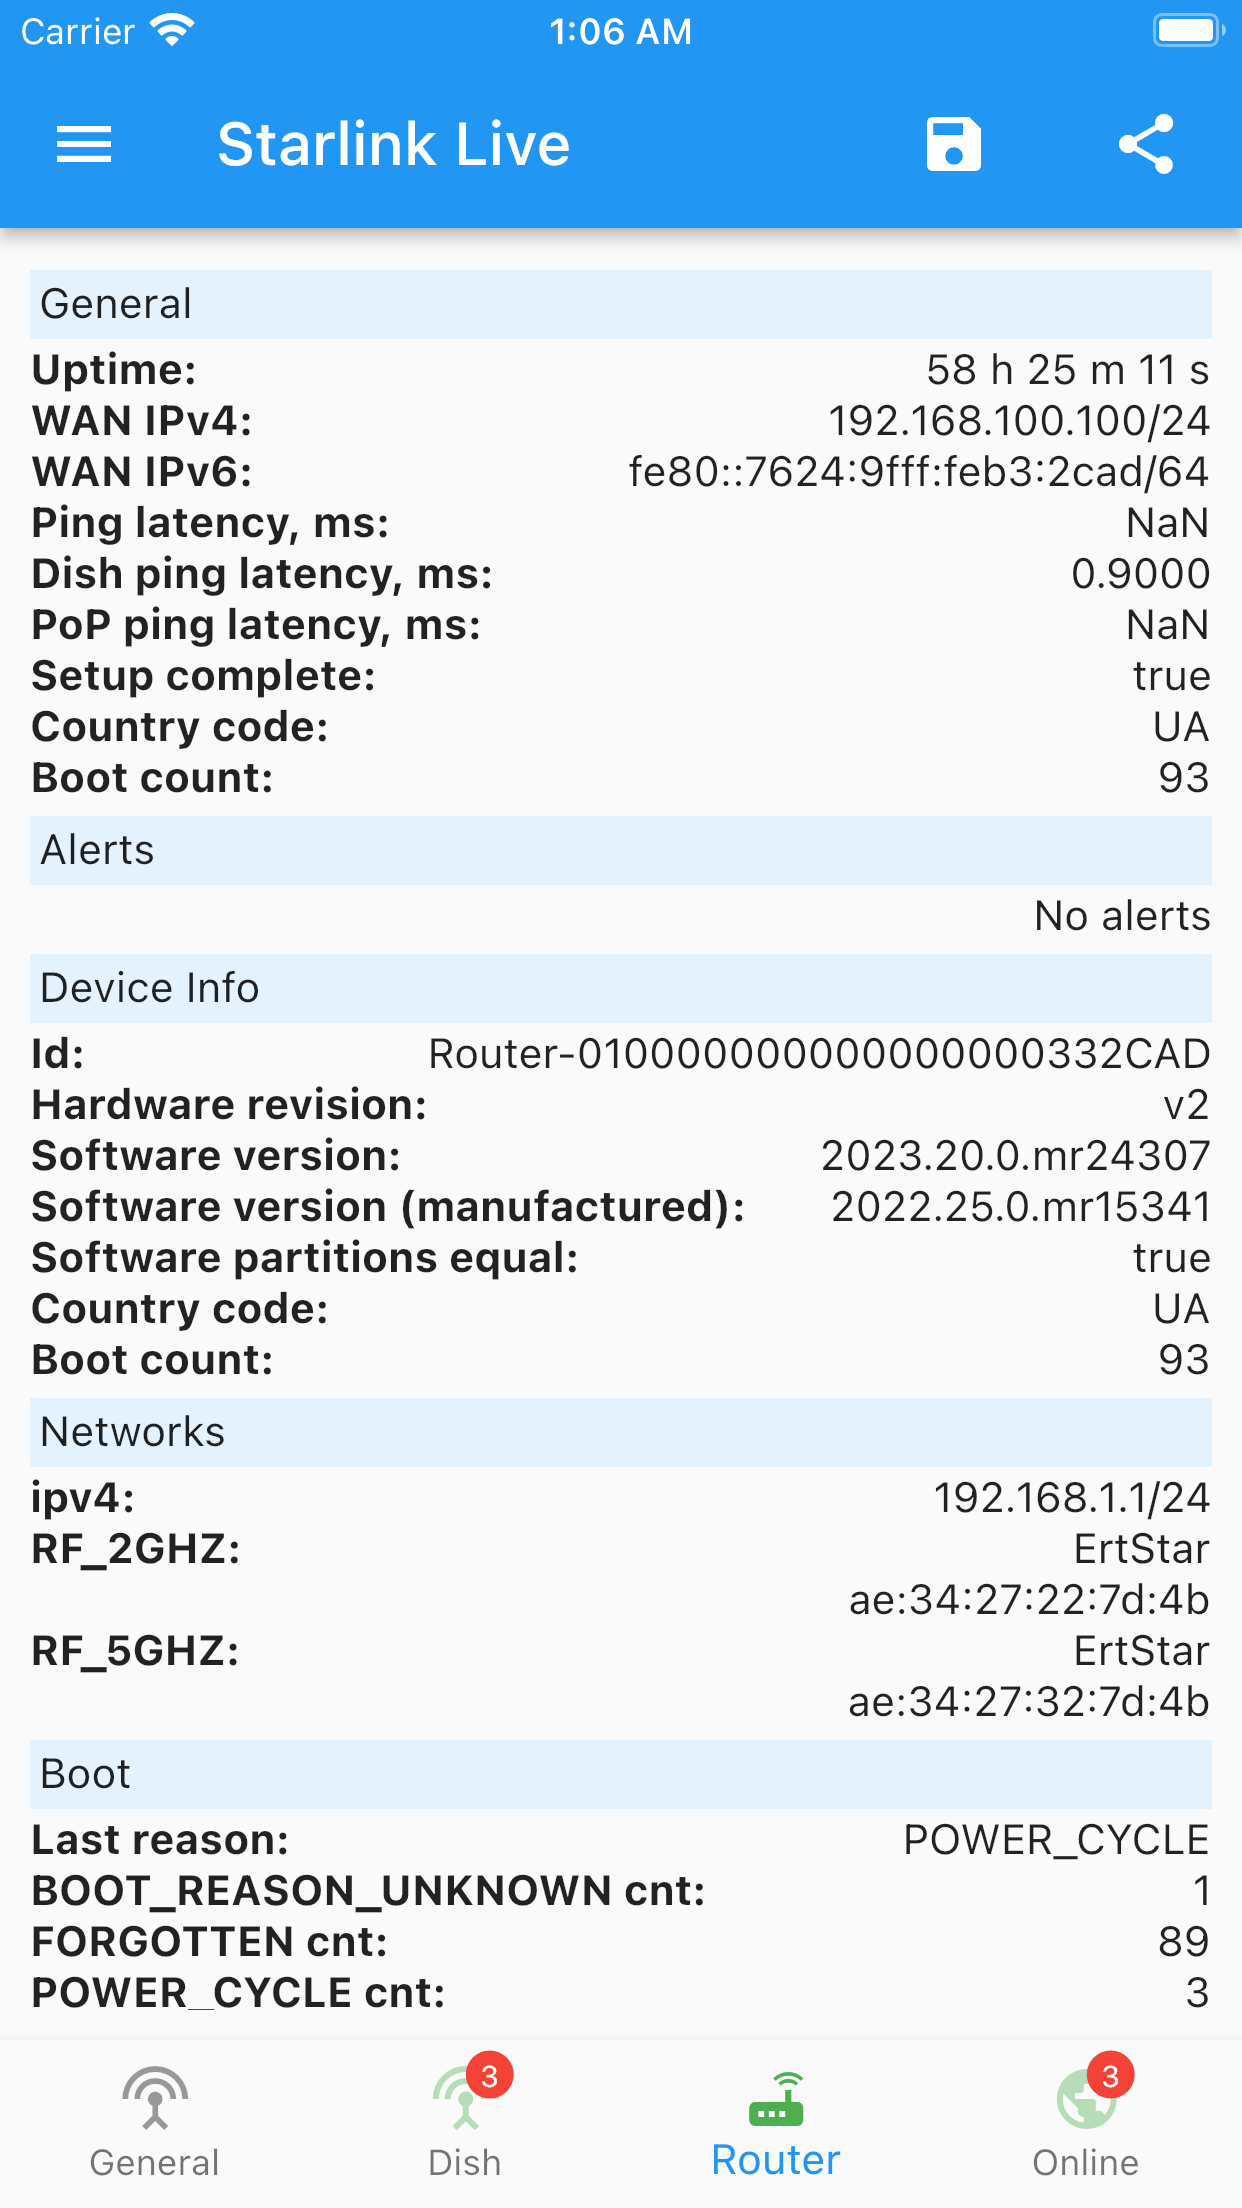 Carrier 1:06 AM
Starlink Live
General
Uptime: 58 h 25 m 11 s
WAN IPv4: 192.168.100.100/24
WAN IPv6: fe80::7624:9fff:feb3:2cad/64
Ping latency, ms: NaN
Dish ping latency, ms: 0.9000
PoP ping latency, ms: NaN
Setup complete: true
Country code: UA
Boot count: 93
Alerts
No alerts
Device Info
Id: Router-010000000000000000332CAD
Hardware revision: v2
Software version: 2023.20.0.mr24307
Software version (manufactured): 2022.25.0.mr15341
Software partitions equal: true
Country code: UA
Boot count: 93
Networks
ipv4: 192.168.1.1/24
RF_2GHZ: ErtStar
ae:34:27:22:7d:4b
RF_5GHZ: ErtStar
ae:34:27:32:7d:4b
Boot
Last reason: POWER_CYCLE
BOOT_REASON_UNKNOWN cnt: 1
FORGOTTEN cnt: 89
POWER_CYCLE cnt: 3
3 3
General Dish Router Online